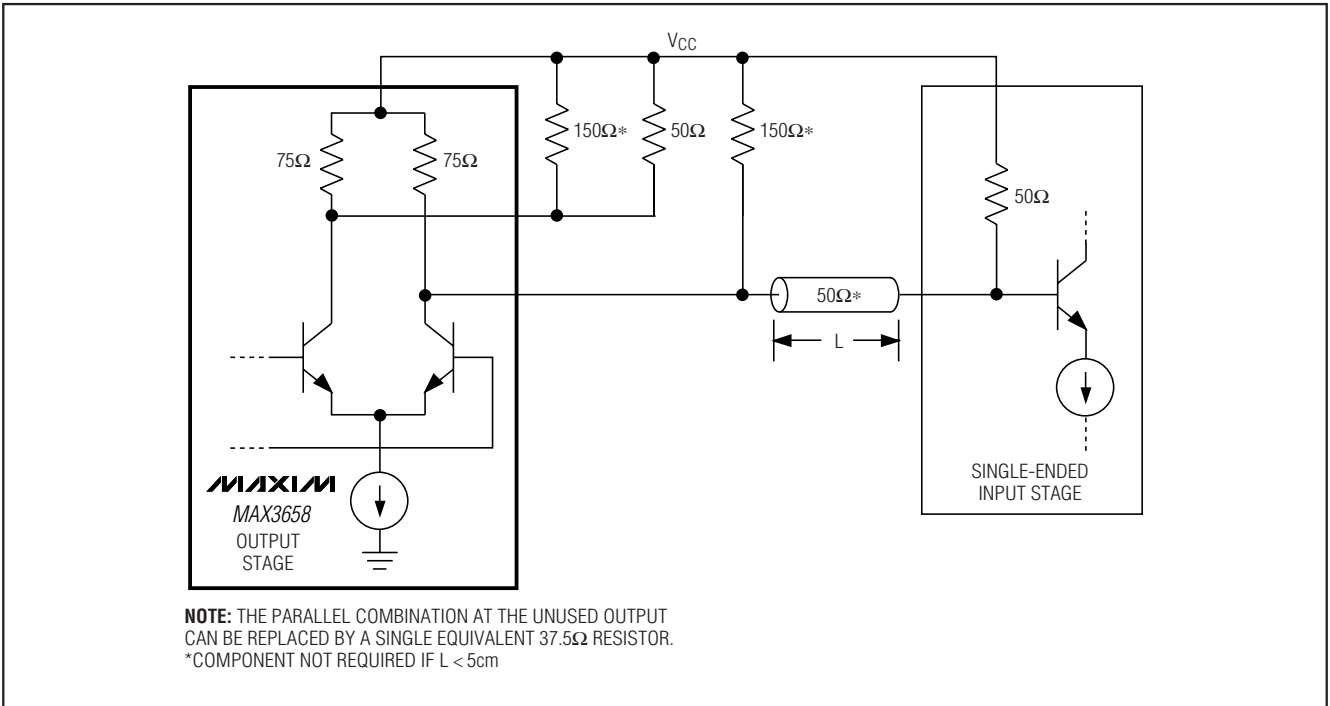 VCC
150Ω*
50Ω
150Ω*
75Ω
75Ω
50Ω
50Ω*
L
MAXIM
MAX3658
OUTPUT
STAGE
SINGLE-ENDED
INPUT STAGE
NOTE: THE PARALLEL COMBINATION AT THE UNUSED OUTPUT
CAN BE REPLACED BY A SINGLE EQUIVALENT 37.5Ω RESISTOR.
*COMPONENT NOT REQUIRED IF L < 5cm